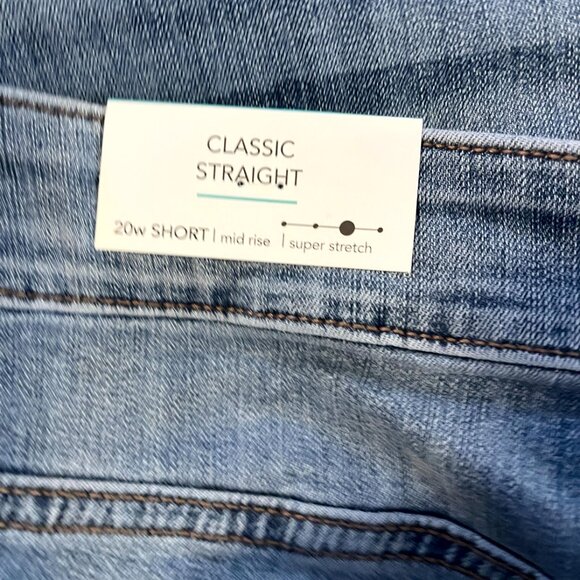 CLASSIC
STRAIGHT
20w SHORT | mid rise | super stretch